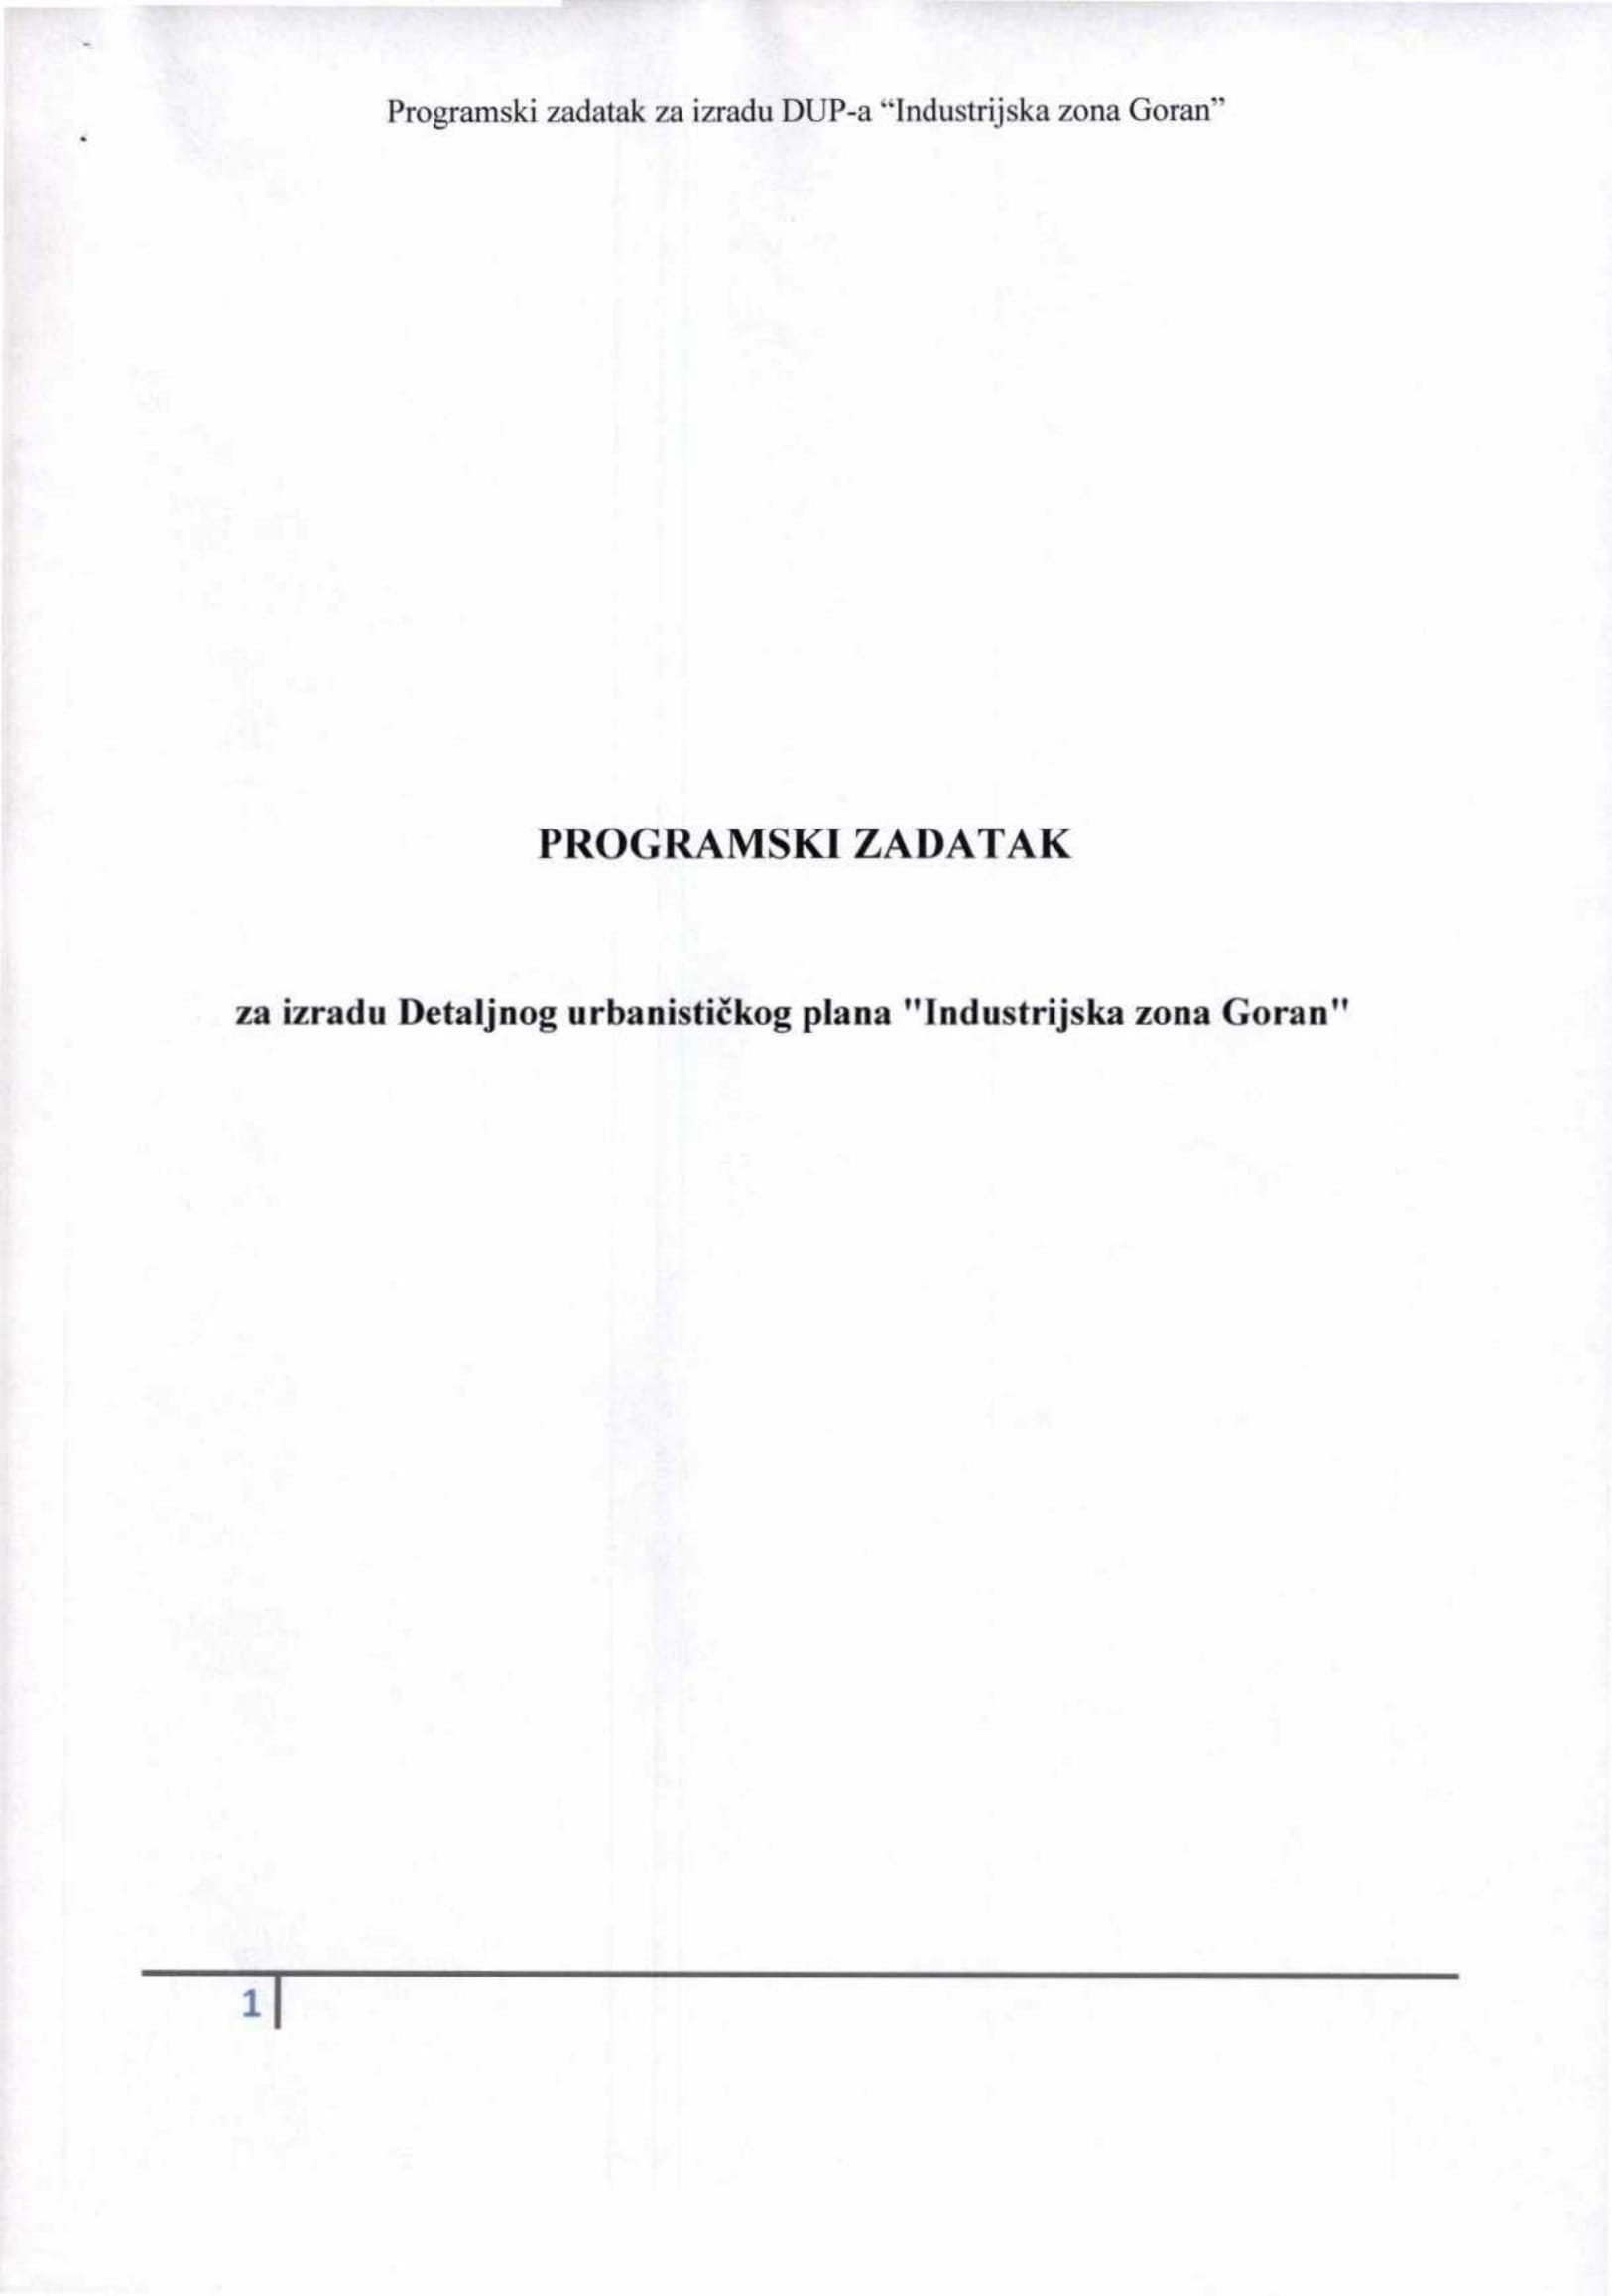 Programski zadatak za izradu DUP-a “Industrijska zona Goran”
PROGRAMSKI ZADATAK
za izradu Detaljnog urbanističkog plana "Industrijska zona Goran"
1